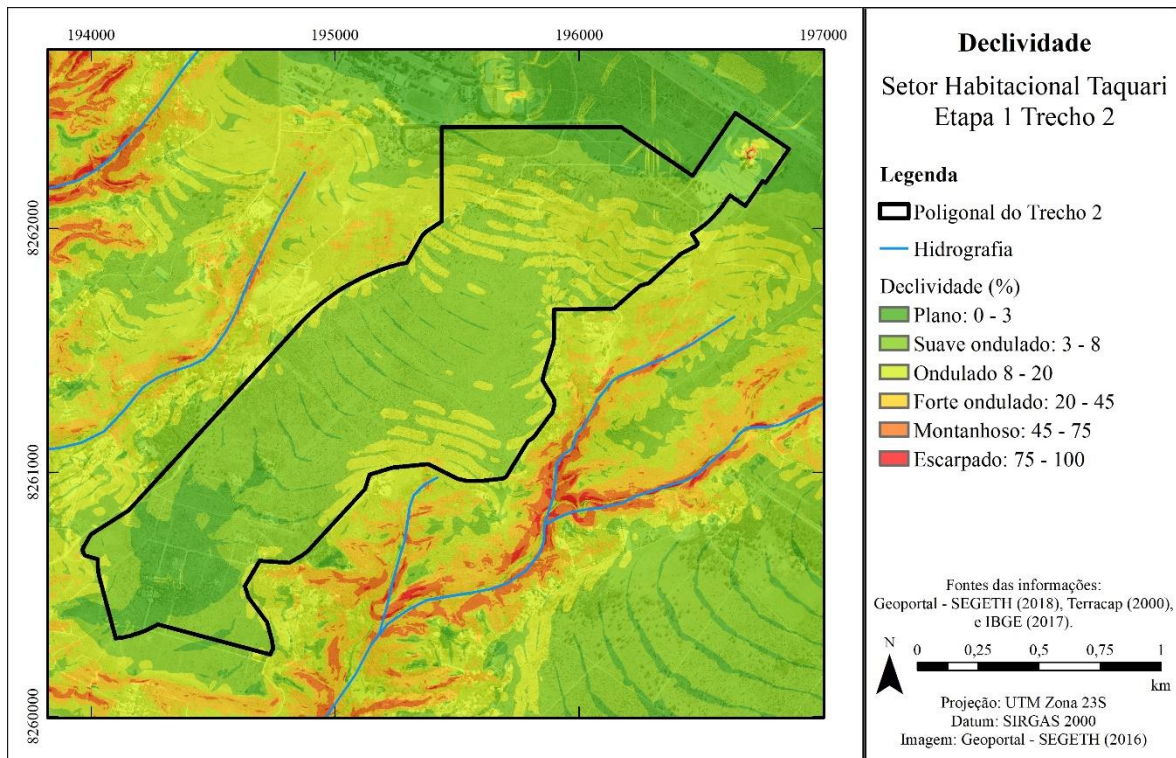 194000
195000
196000
197000
8262000
8261000
8260000
Declividade
Setor Habitacional Taquari
Etapa 1 Trecho 2
Legenda
Poligonal do Trecho 2
Hidrografia
Declividade (%)
Plano: 0 - 3
Suave ondulado: 3 - 8
Ondulado 8 - 20
Forte ondulado: 20 - 45
Montanhoso: 45 - 75
Escarpado: 75 - 100
Fontes das informações:
Geoportal - SEGETH (2018), Terracap (2000),
e IBGE (2017).
N
0 0,25 0,5 0,75 1
km
Projeção: UTM Zona 23S
Datum: SIRGAS 2000
Imagem: Geoportal - SEGETH (2016)